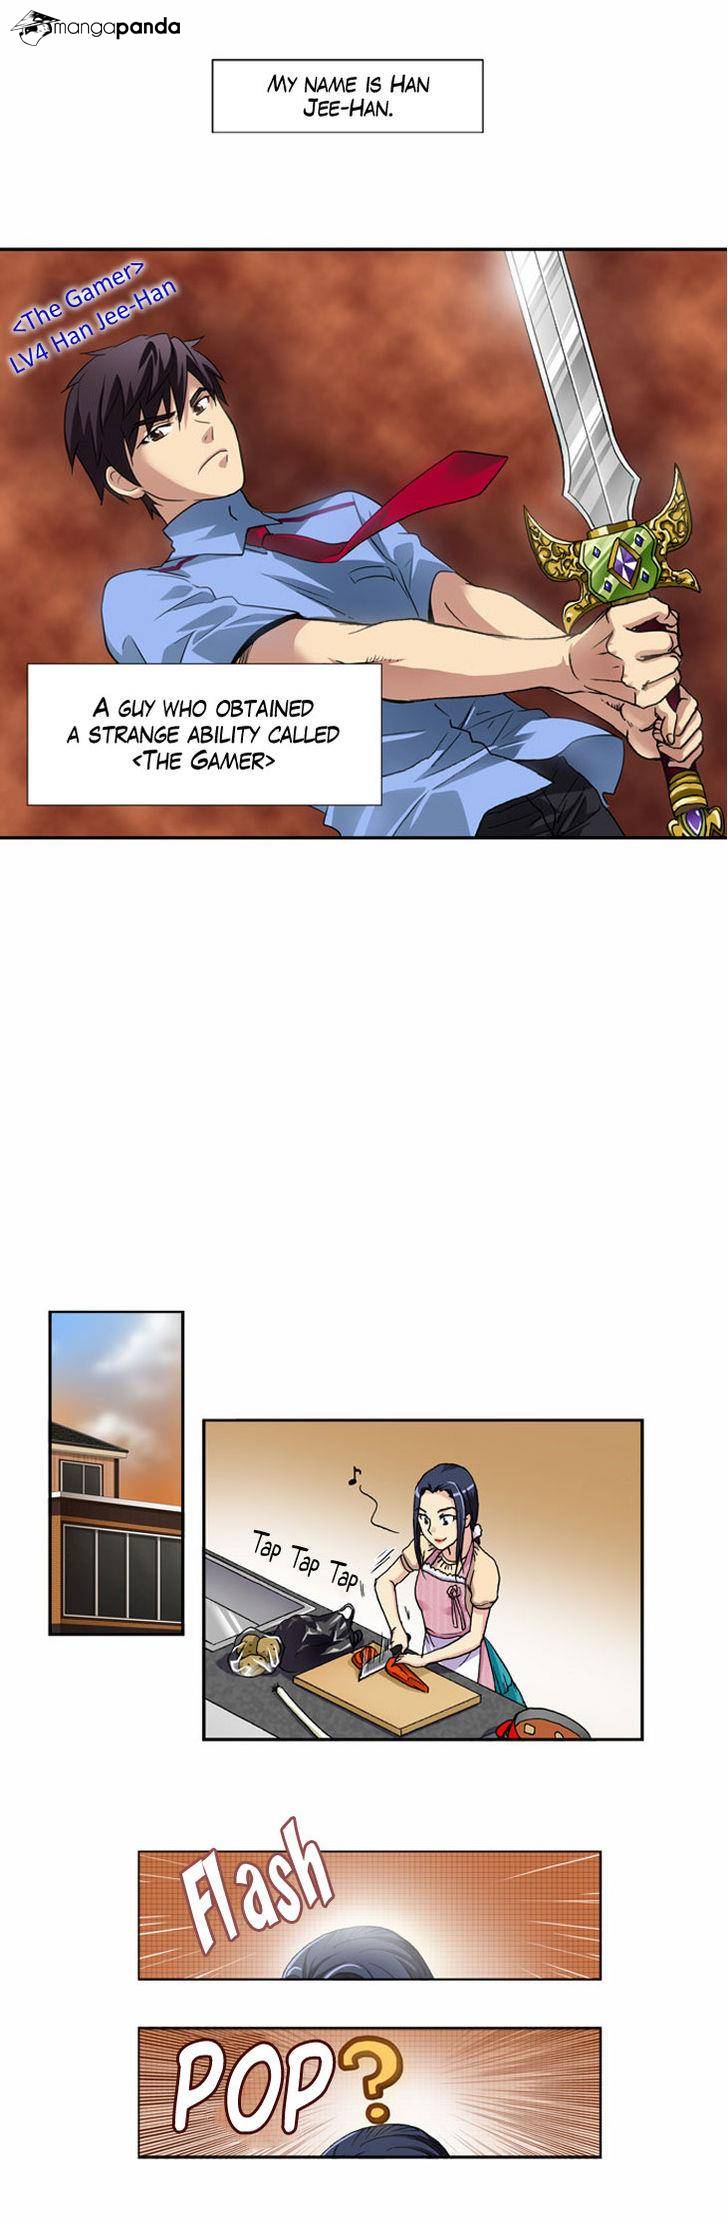 mangapanda
My name is Han
Jee-Han.
<The Gamer>
LV4 Han Jee-Han
A guy who obtained
a strange ability called
<The Gamer>
Tap Tap Tap
Flash
POP?